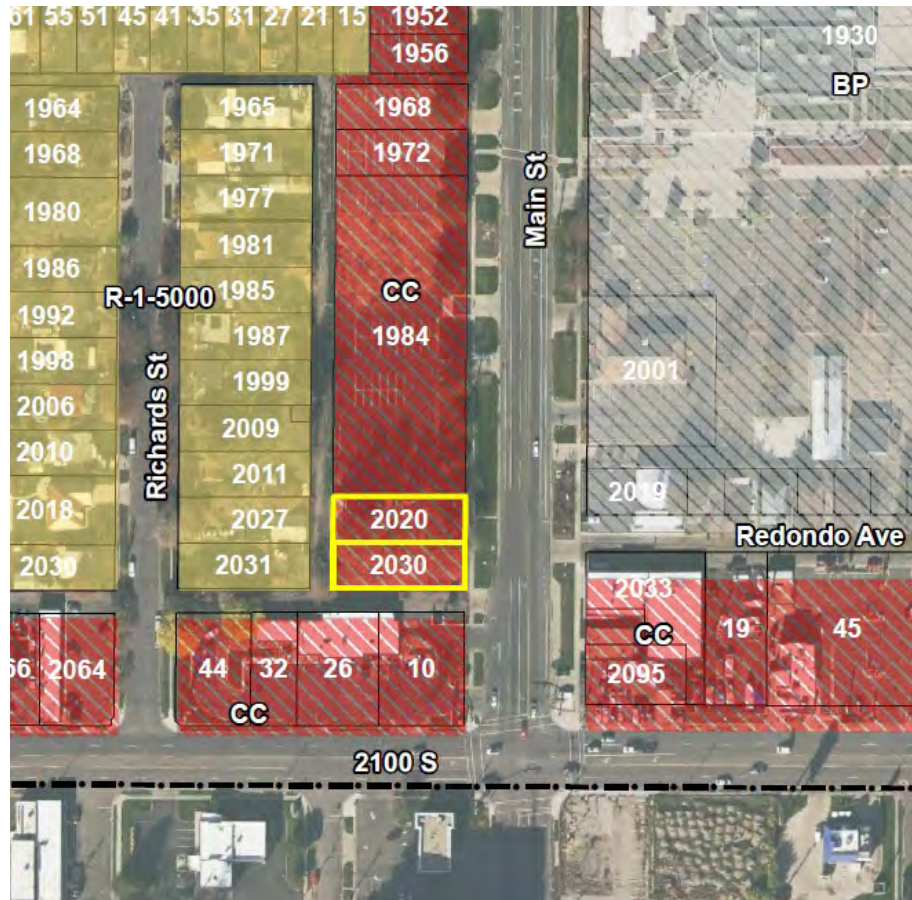 61 55 51 45 41 35 31 27 21 15 1952
1956
1930
BP
1964 1965 1968
1968 1971 1972
1980 1977
1986 1981
R-1-5000 1985 CC
1992 1987 1984
1998 1999 2001
2006
2010 2009
2018 2011 2019
2027 2020
2030 2031 2030
Main St
Richards St
Redondo Ave
2033
CC
19 45
2095
66 2064 44 32 26 10
CC
2100 S